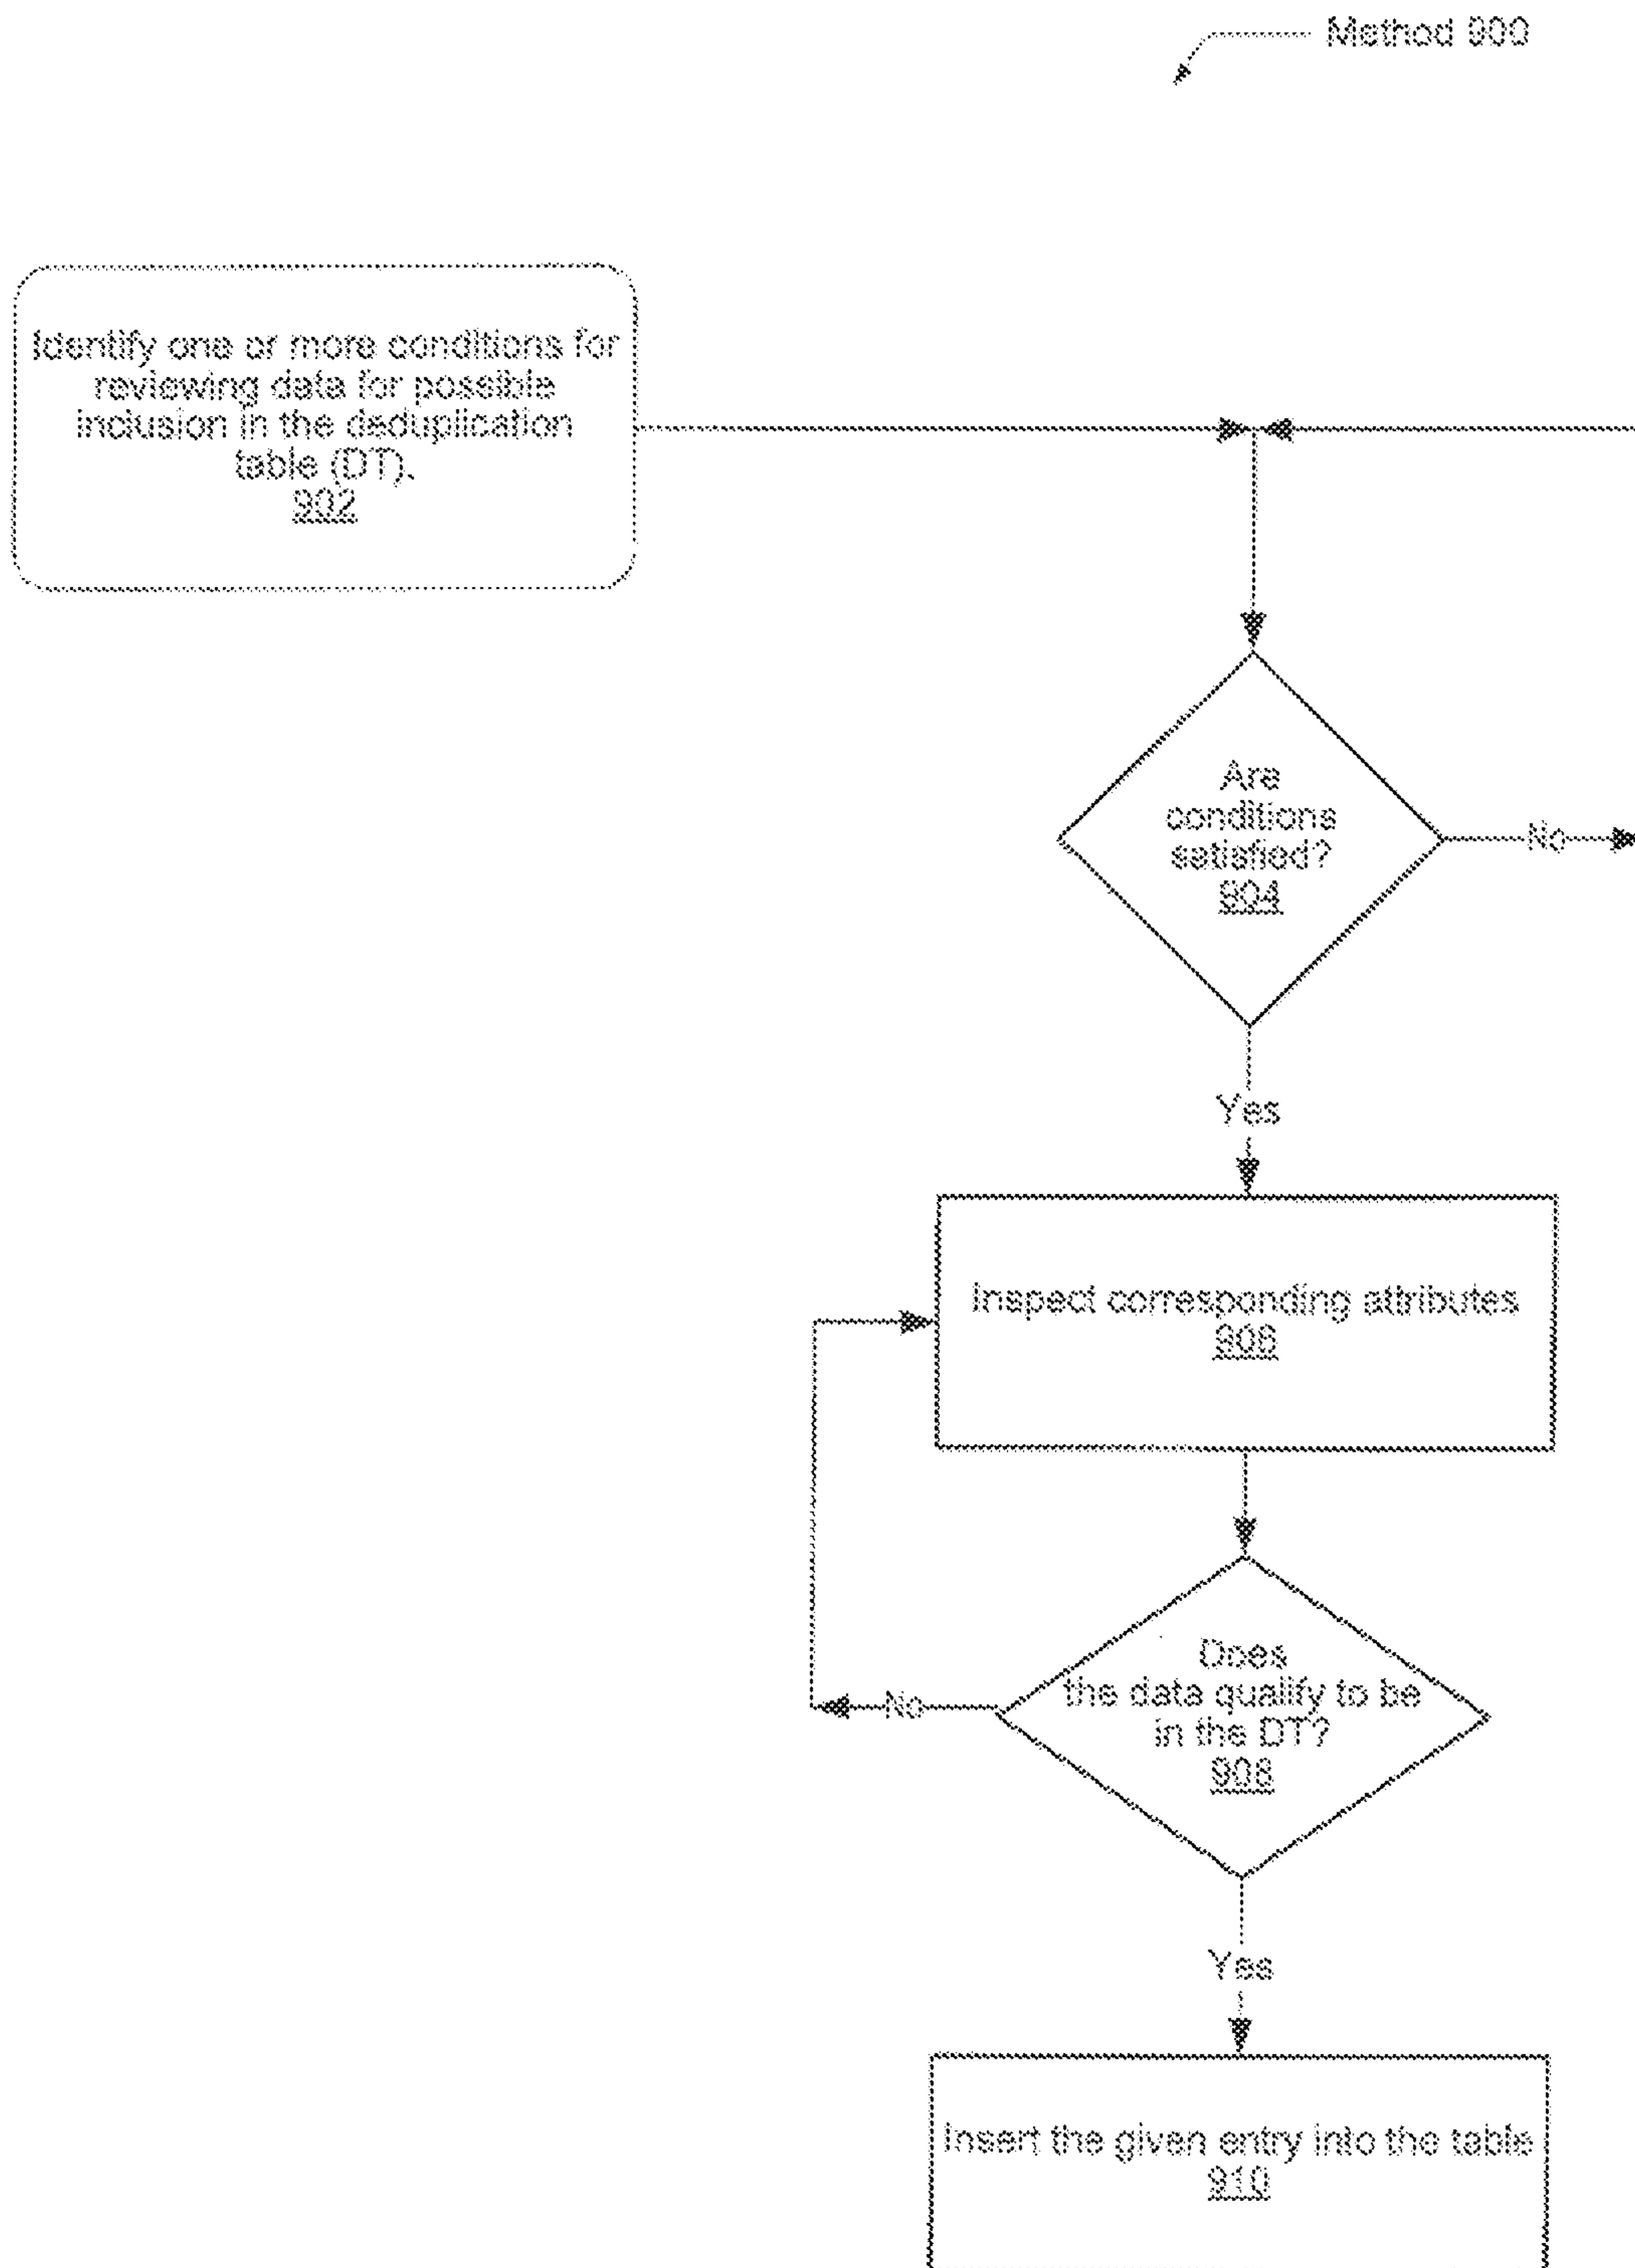 Method 900
Identify one or more conditions for
reviewing data for possible
inclusion in the deduplication
table (DT).
902
Are
conditions
satisfied?
904
No
Yes
Inspect corresponding attributes
906
Does
the data qualify to be
in the DT?
908
No
Yes
Insert the given entry into the table
910